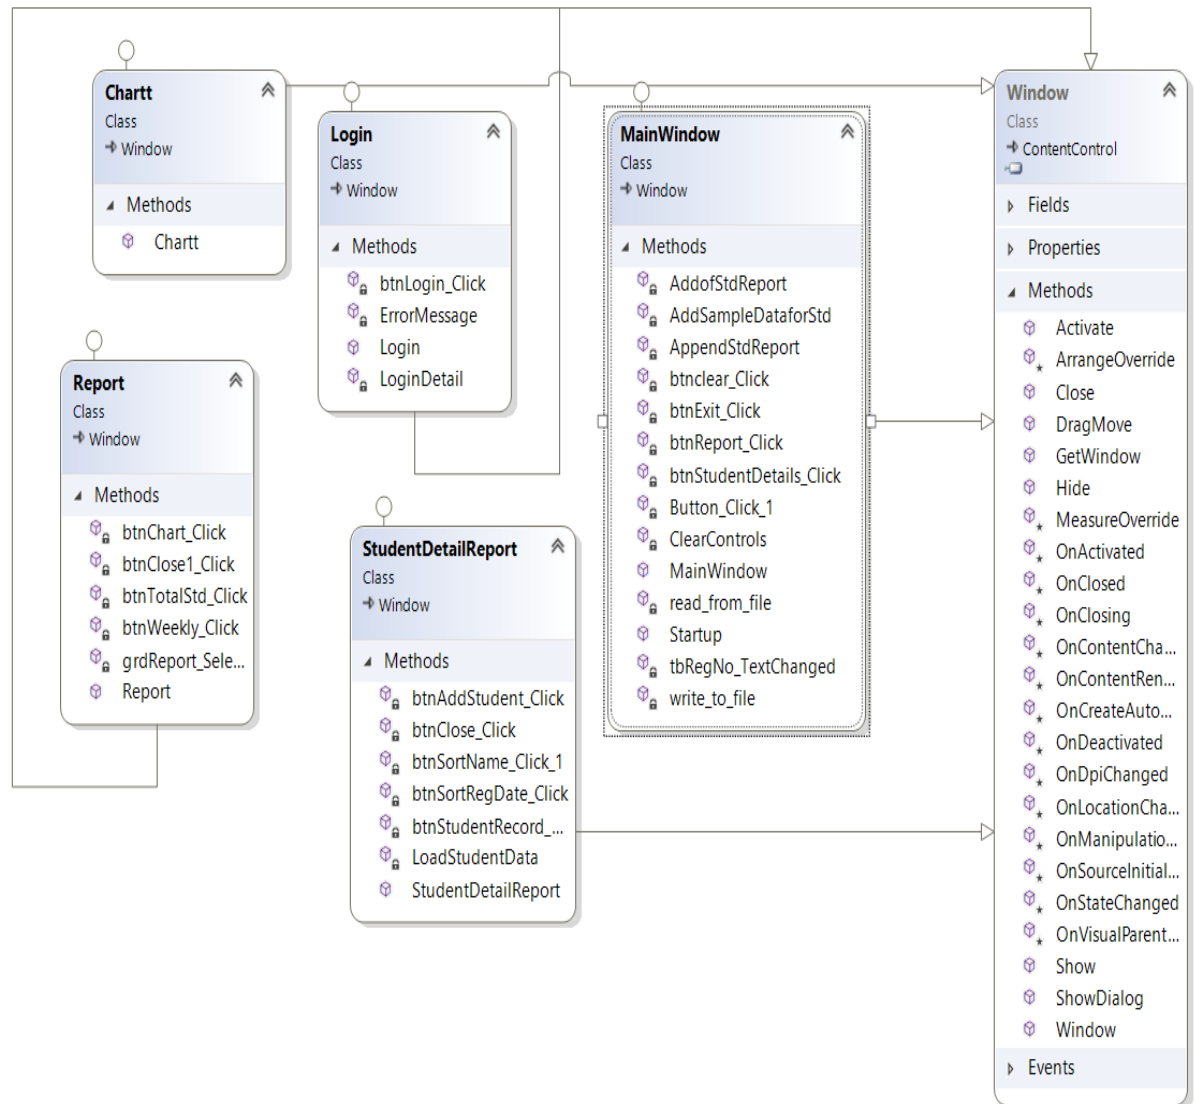 Chartt
Class
Window
Methods
Chartt
Login
Class
Window
Methods
btnLogin_Click
ErrorMessage
Login
LoginDetail
MainWindow
Class
Window
Methods
AddofStdReport
AddSampleDataforStd
AppendStdReport
btnclear_Click
btnExit_Click
btnReport_Click
btnStudentDetails_Click
Button_Click_1
ClearControls
MainWindow
read_from_file
Startup
tbRegNo_TextChanged
write_to_file
Window
Class
ContentControl
Fields
Properties
Methods
Activate
ArrangeOverride
Close
DragMove
GetWindow
Hide
MeasureOverride
OnActivated
OnClosed
OnClosing
OnContentCha...
OnContentRen...
OnCreateAuto...
OnDeactivated
OnDpiChanged
OnLocationCha...
OnManipulatio...
OnSourceInitial...
OnStateChanged
OnVisualParent...
Show
ShowDialog
Window
Events
Report
Class
Window
Methods
btnChart_Click
btnClose1_Click
btnTotalStd_Click
btnWeekly_Click
grdReport_Sele...
Report
StudentDetailReport
Class
Window
Methods
btnAddStudent_Click
btnClose_Click
btnSortName_Click_1
btnSortRegDate_Click
btnStudentRecord_...
LoadStudentData
StudentDetailReport